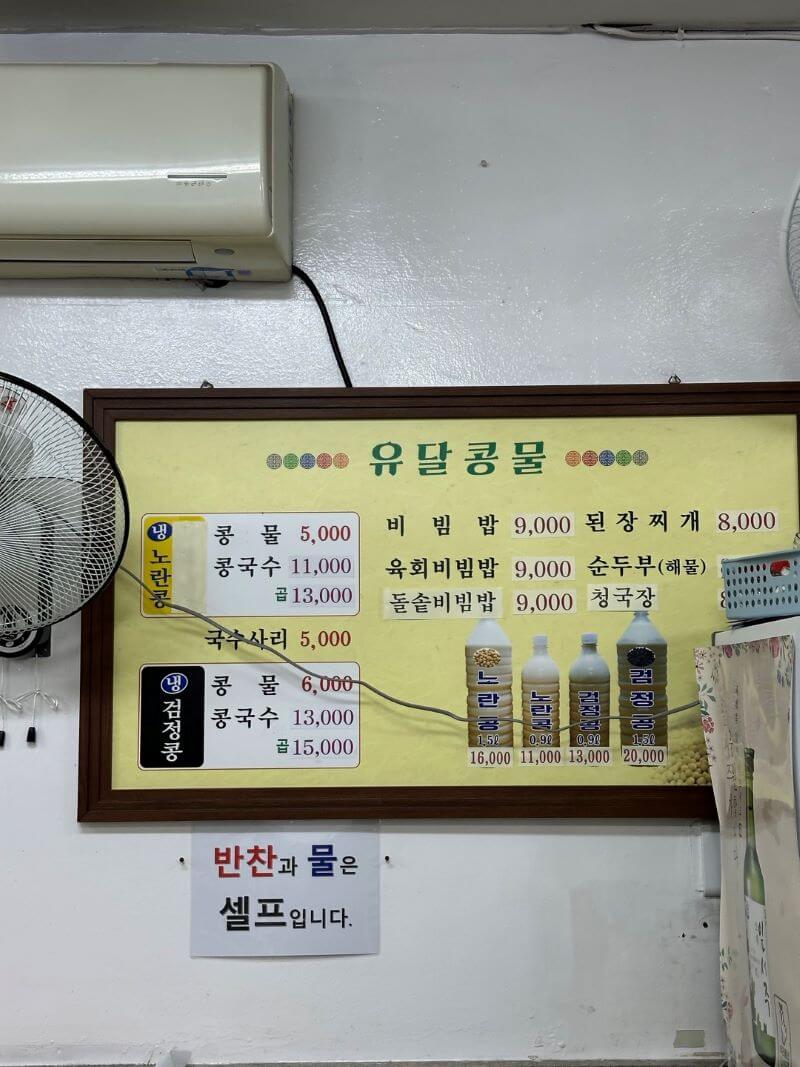 유달콩물
냉 노란콩
콩 물 5,000
콩국수 11,000
곱 13,000
국수사리 5,000
냉 검정콩
콩 물 6,000
콩국수 13,000
곱 15,000
비 빔 밥 9,000
육회비빔밥 9,000
돌솥비빔밥 9,000
된장찌개 8,000
순두부(해물)
청국장
노란콩 1,5ℓ 16,000
노란콩 0,9ℓ 11,000
검정콩 0,9ℓ 13,000
검정콩 1,5ℓ 20,000
반찬과 물은
셀프입니다.